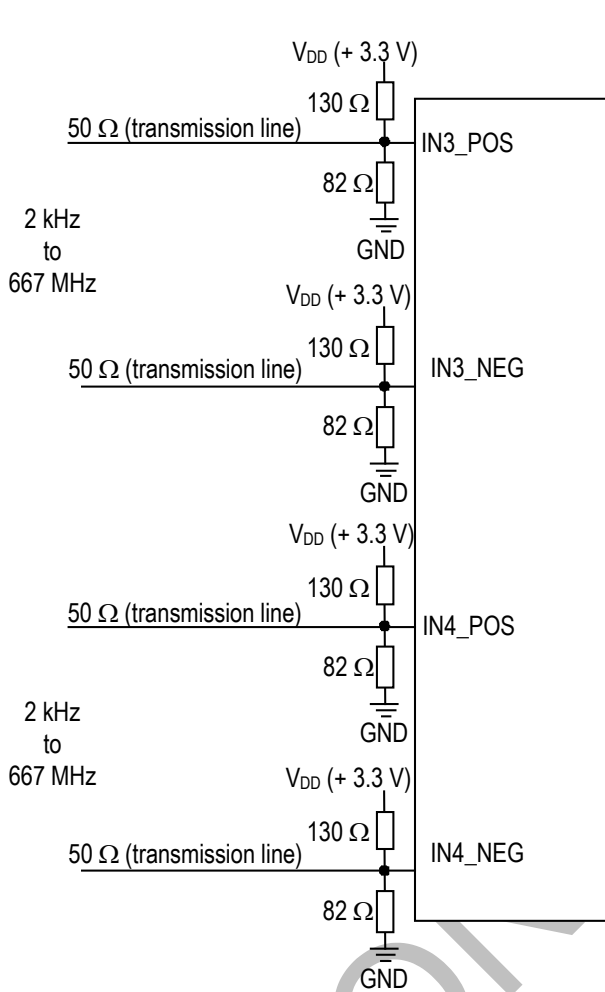 VDD (+ 3.3 V)
130 Ω
50 Ω (transmission line)
IN3_POS
82 Ω
2 kHz
to
667 MHz
GND
VDD (+ 3.3 V)
130 Ω
50 Ω (transmission line)
IN3_NEG
82 Ω
GND
VDD (+ 3.3 V)
130 Ω
50 Ω (transmission line)
IN4_POS
82 Ω
2 kHz
to
667 MHz
GND
VDD (+ 3.3 V)
130 Ω
50 Ω (transmission line)
IN4_NEG
82 Ω
GND